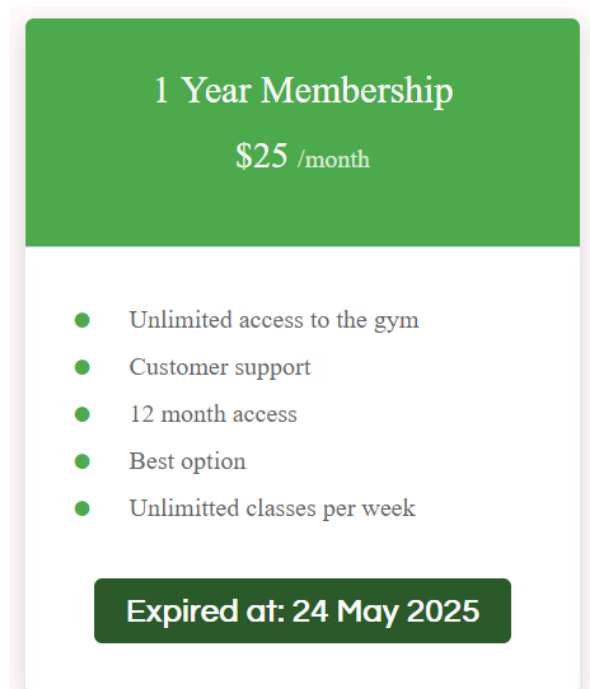 1 Year Membership
$25 /month
Unlimited access to the gym
Customer support
12 month access
Best option
Unlimitted classes per week
Expired at: 24 May 2025